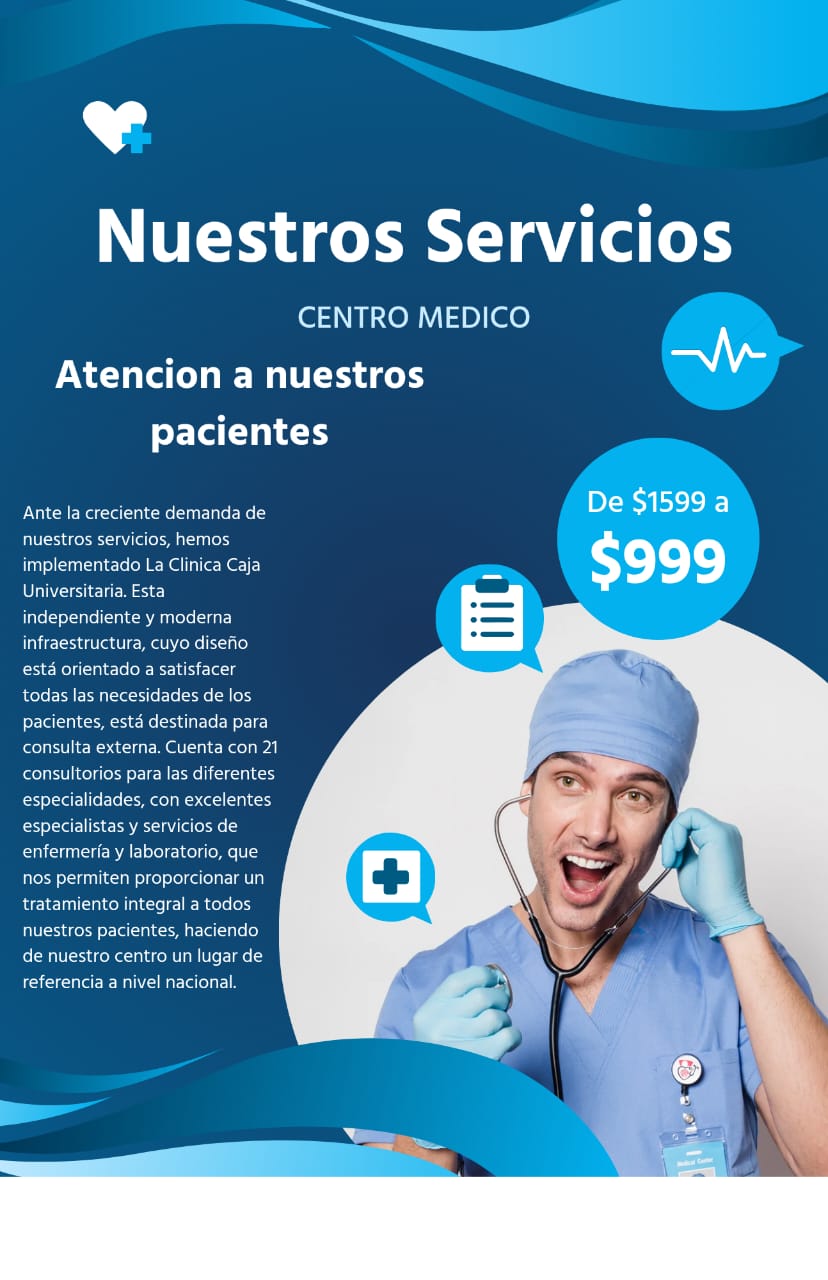 Nuestros Servicios
CENTRO MEDICO
Atencion a nuestros
pacientes
De $1599 a
$999
Ante la creciente demanda de
nuestros servicios, hemos
implementado La Clinica Caja
Universitaria. Esta
independiente y moderna
infraestructura, cuyo diseño
está orientado a satisfacer
todas las necesidades de los
pacientes, está destinada para
consulta externa. Cuenta con 21
consultorios para las diferentes
especialidades, con excelentes
especialistas y servicios de
enfermería y laboratorio, que
nos permiten proporcionar un
tratamiento integral a todos
nuestros pacientes, haciendo
de nuestro centro un lugar de
referencia a nivel nacional.
Medical Center